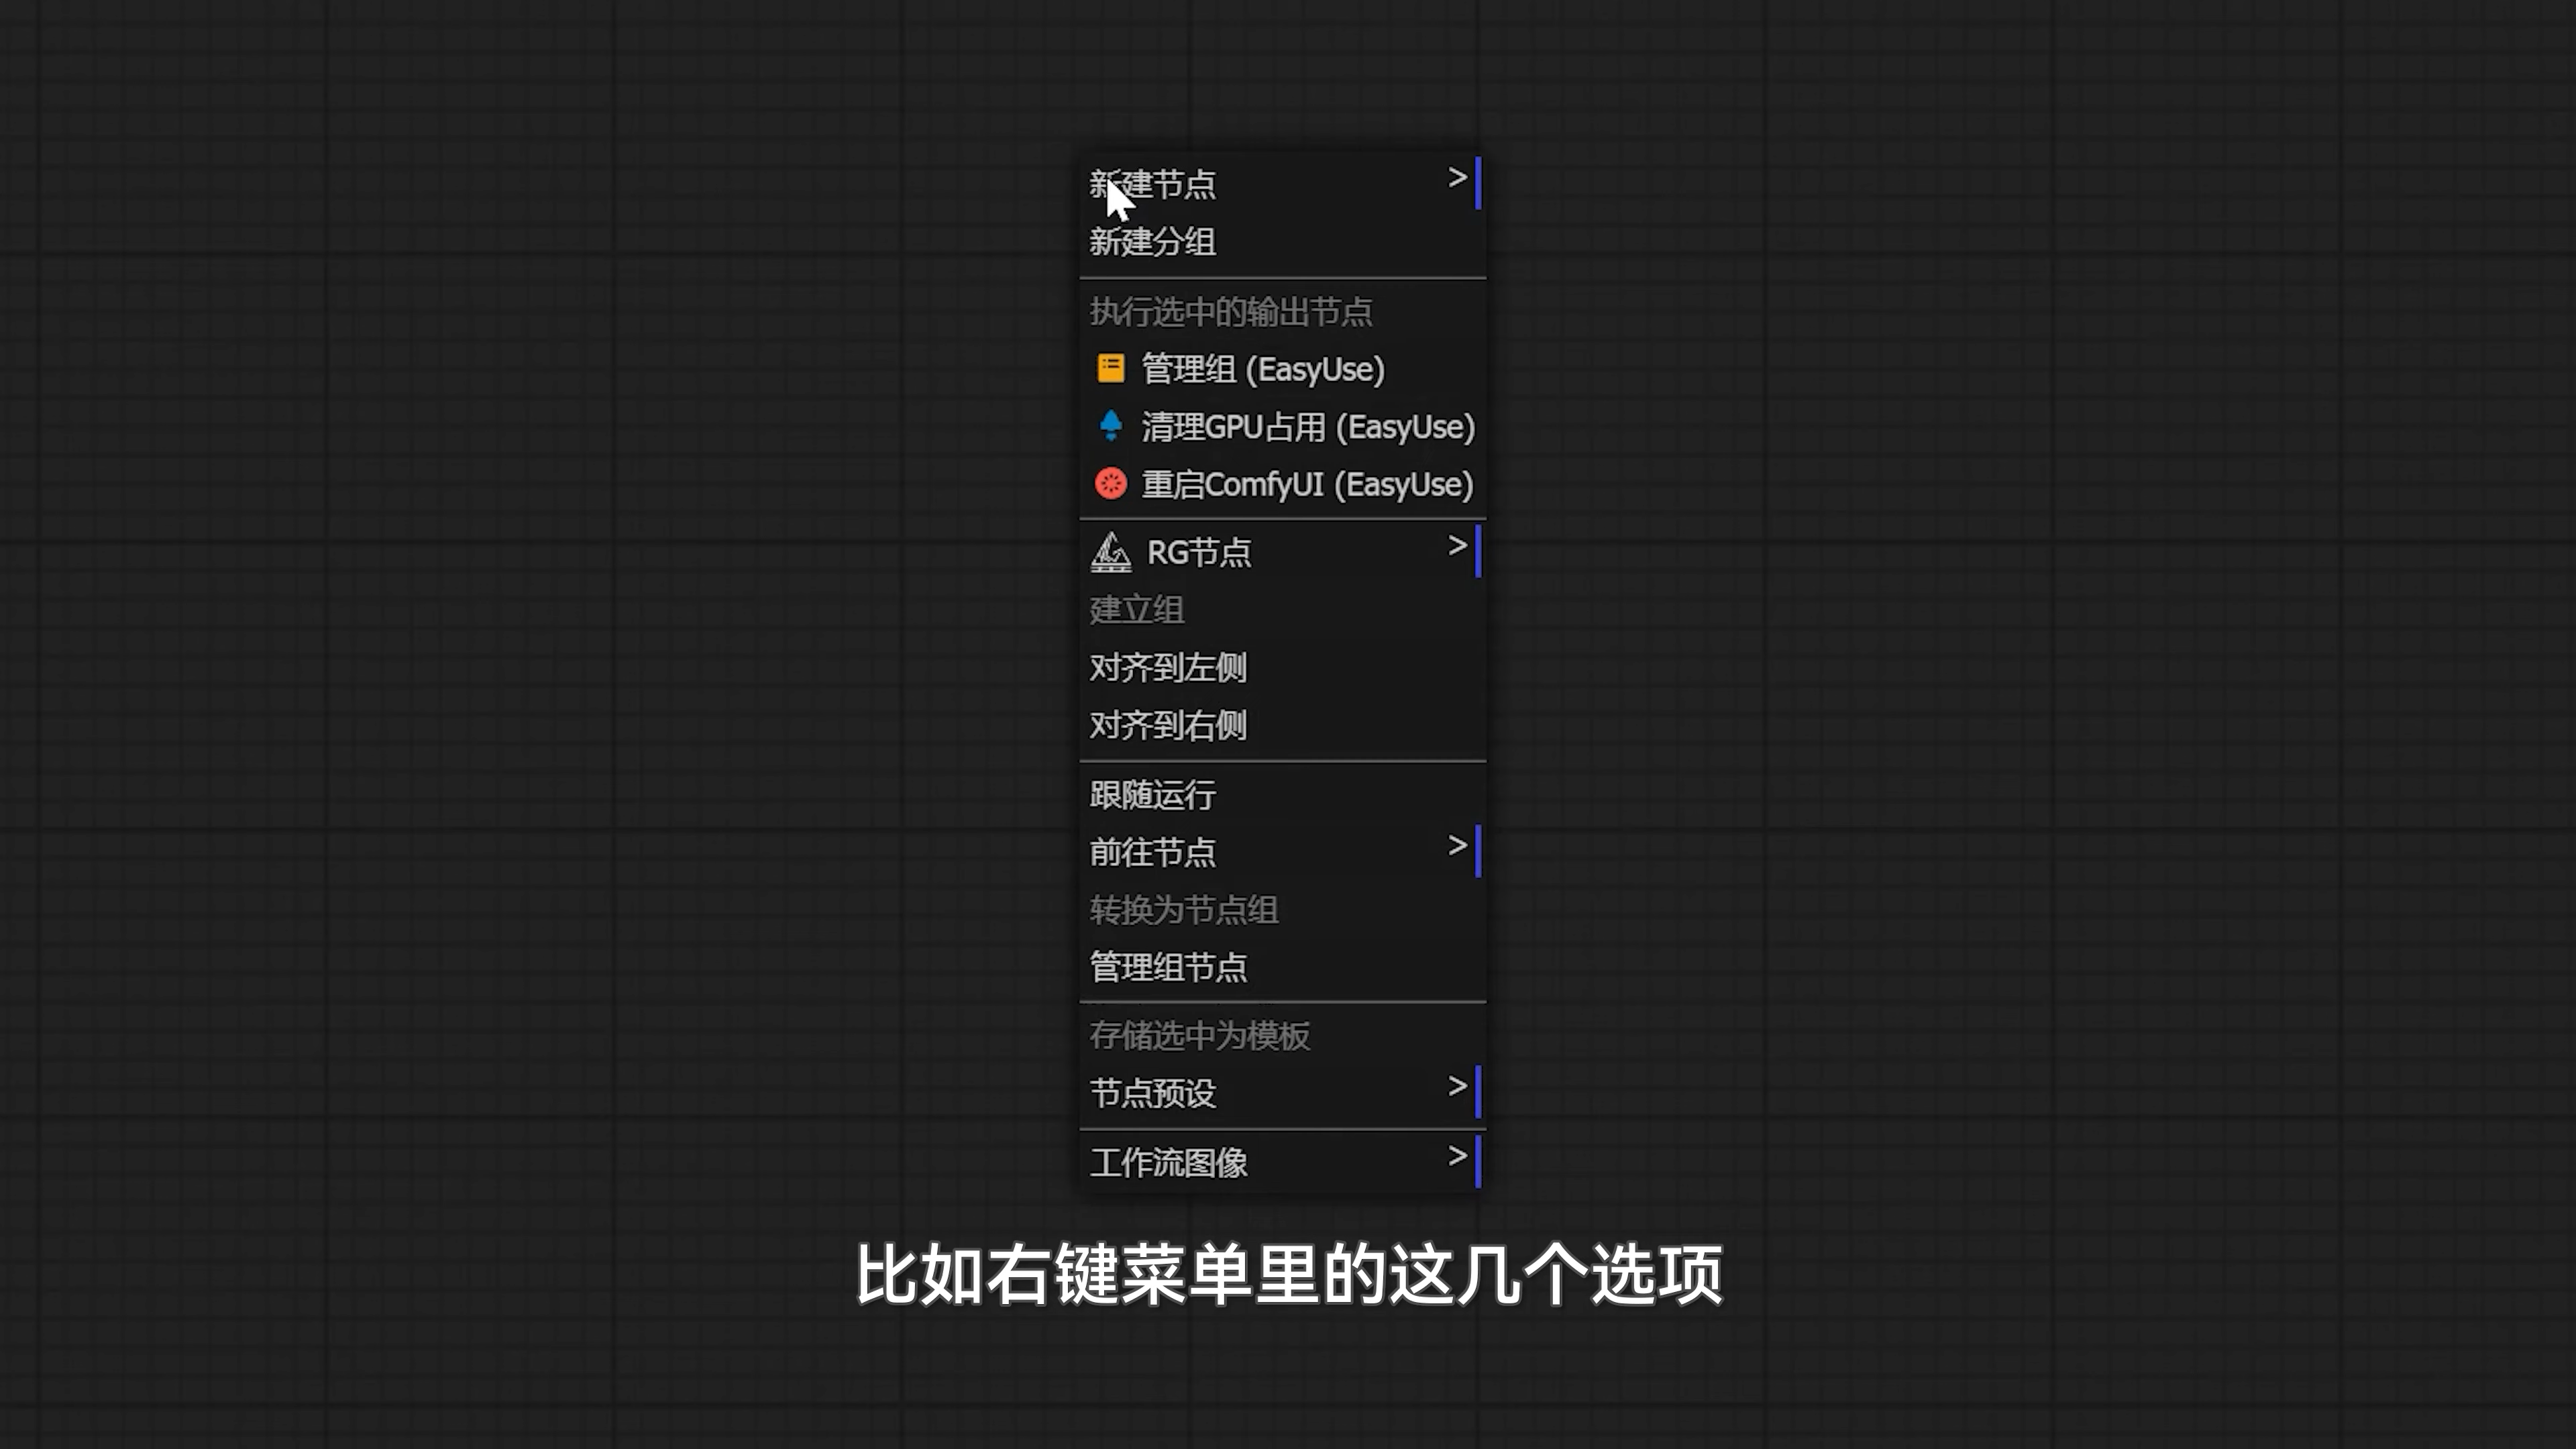 新建节点 >
新建分组
执行选中的输出节点
管理组 (EasyUse)
清理GPU占用 (EasyUse)
重启ComfyUI (EasyUse)
RG节点 >
建立组
对齐到左侧
对齐到右侧
跟随运行
前往节点 >
转换为节点组
管理组节点
存储选中为模板
节点预设 >
工作流图像 >
比如右键菜单里的这几个选项